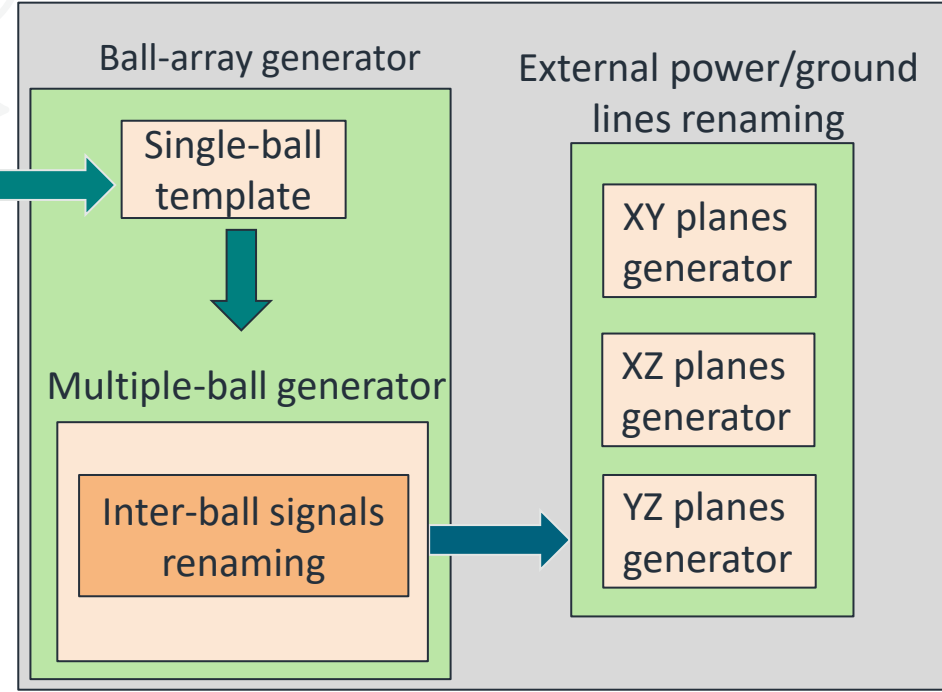 Ball-array generator
Single-ball
template
Multiple-ball generator
Inter-ball signals
renaming
External power/ground
lines renaming
XY planes
generator
XZ planes
generator
YZ planes
generator